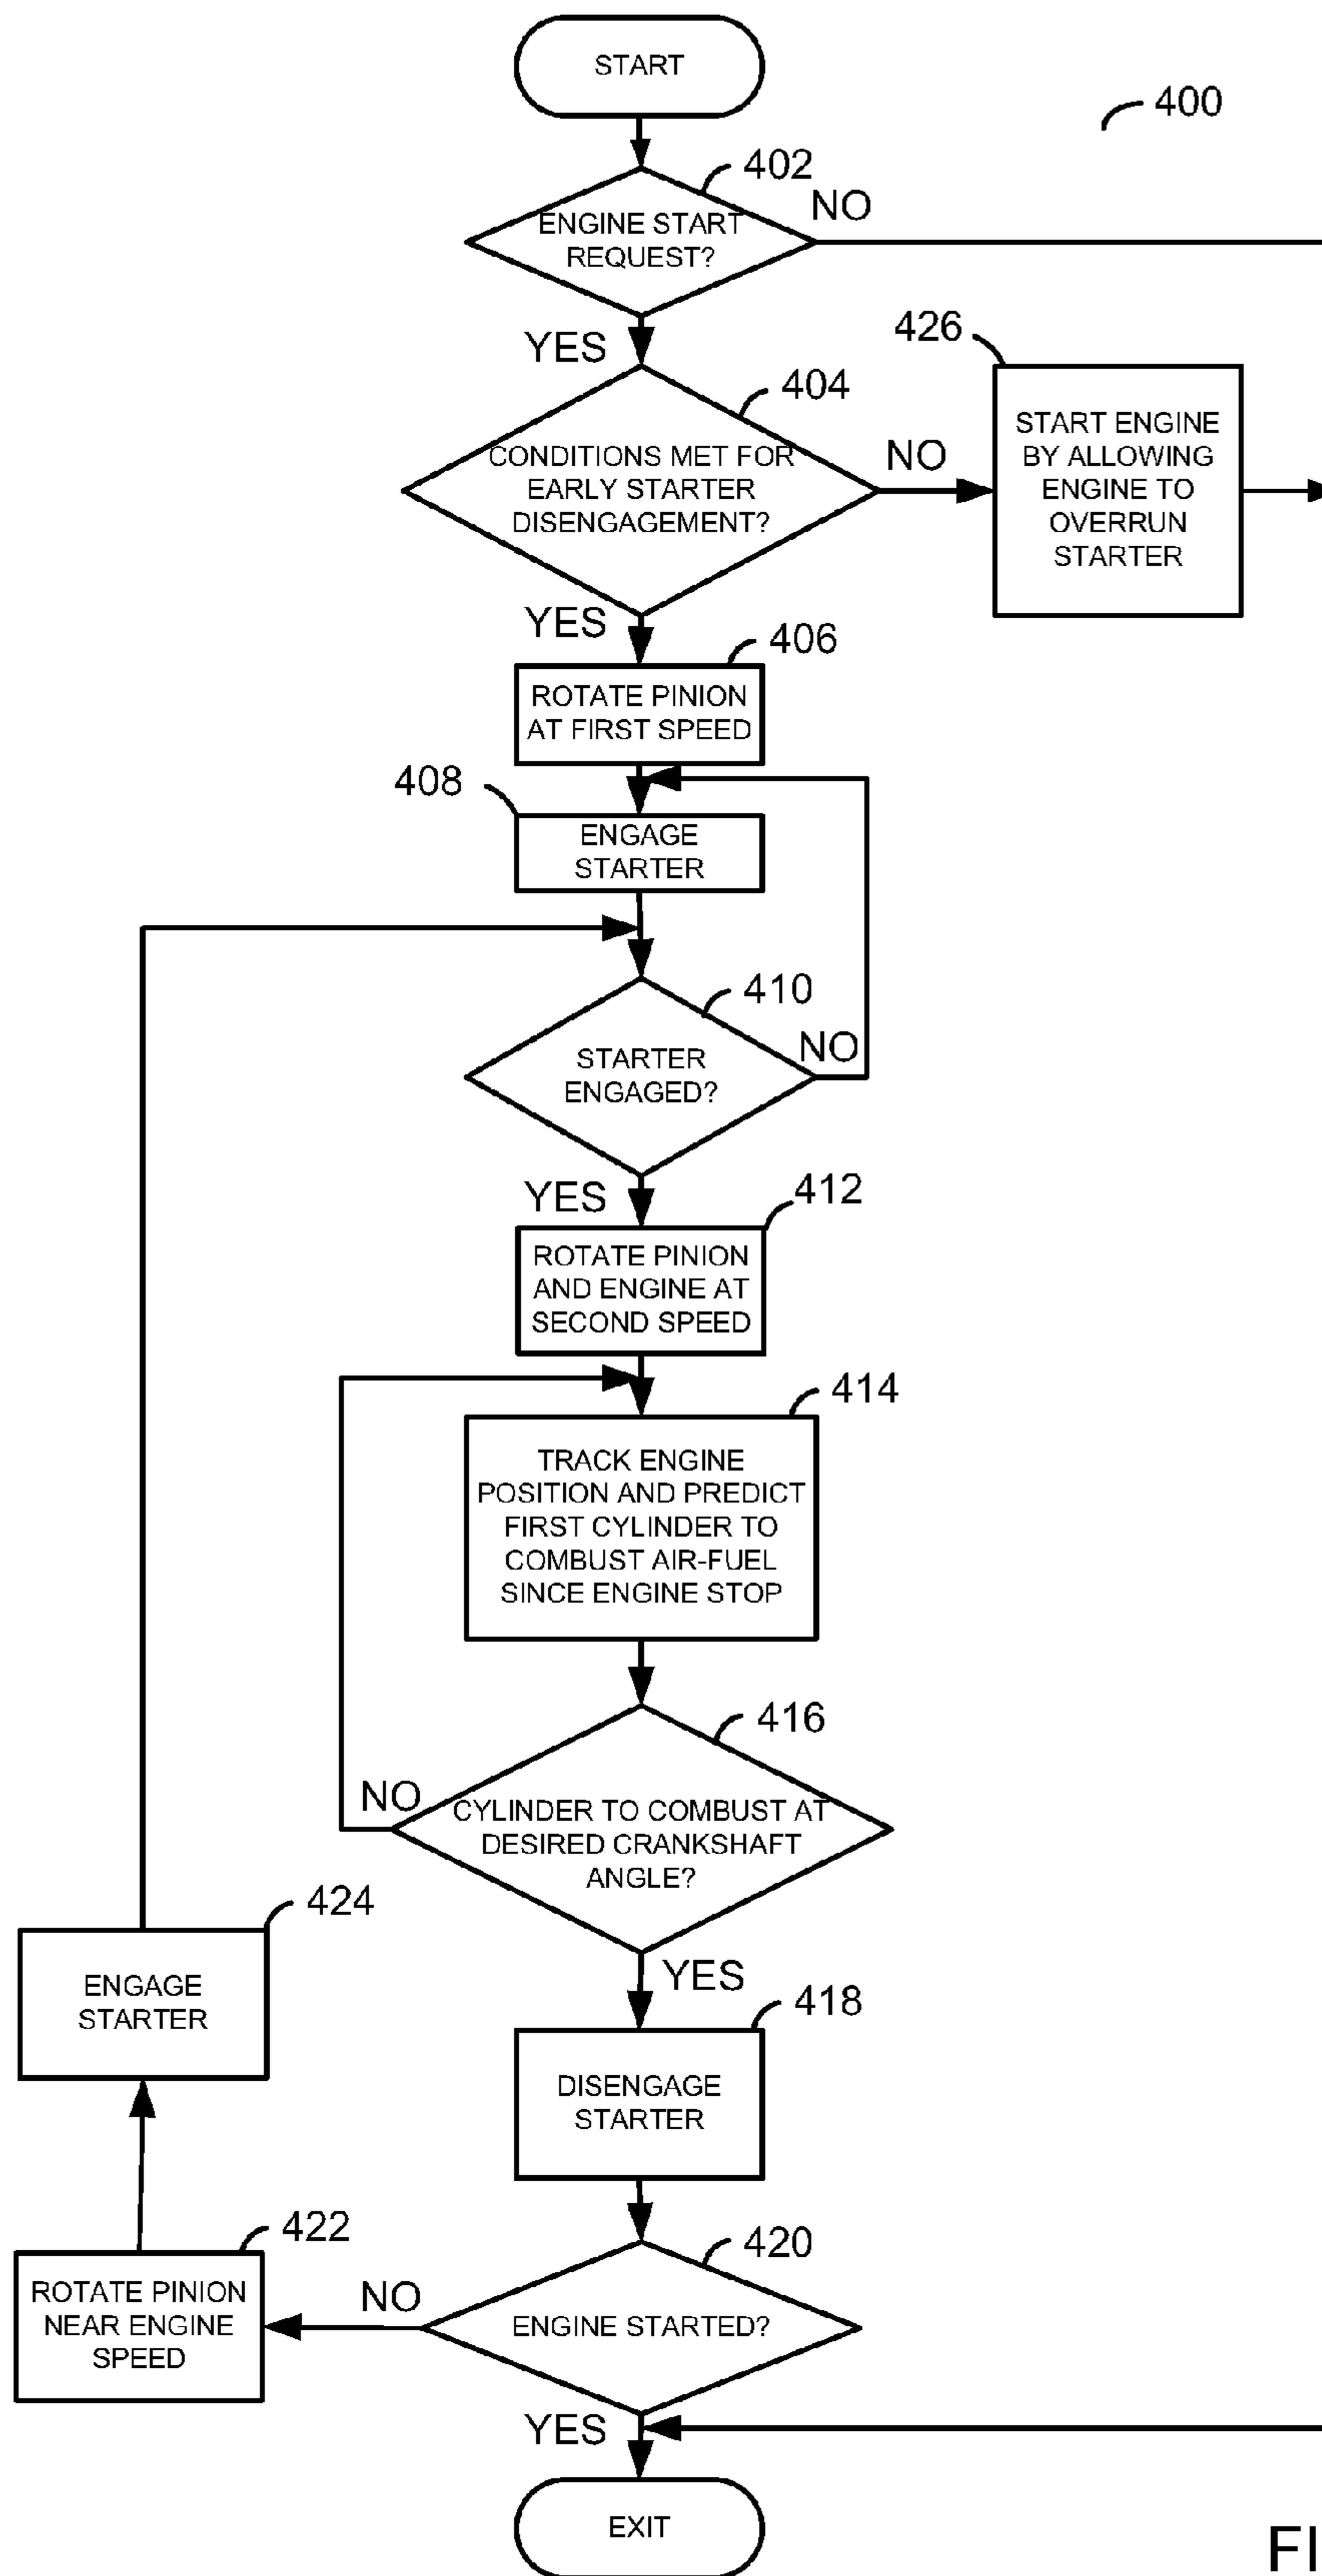 START
400
402
ENGINE START
REQUEST?
NO
YES
426
404
CONDITIONS MET FOR
EARLY STARTER
DISENGAGEMENT?
NO
START ENGINE
BY ALLOWING
ENGINE TO
OVERRUN
STARTER
YES
406
ROTATE PINION
AT FIRST SPEED
408
ENGAGE
STARTER
410
STARTER
ENGAGED?
NO
YES
412
ROTATE PINION
AND ENGINE AT
SECOND SPEED
414
TRACK ENGINE
POSITION AND PREDICT
FIRST CYLINDER TO
COMBUST AIR-FUEL
SINCE ENGINE STOP
416
NO
CYLINDER TO COMBUST AT
DESIRED CRANKSHAFT
ANGLE?
YES
424
ENGAGE
STARTER
418
DISENGAGE
STARTER
422
ROTATE PINION
NEAR ENGINE
SPEED
420
NO
ENGINE STARTED?
YES
EXIT
FI